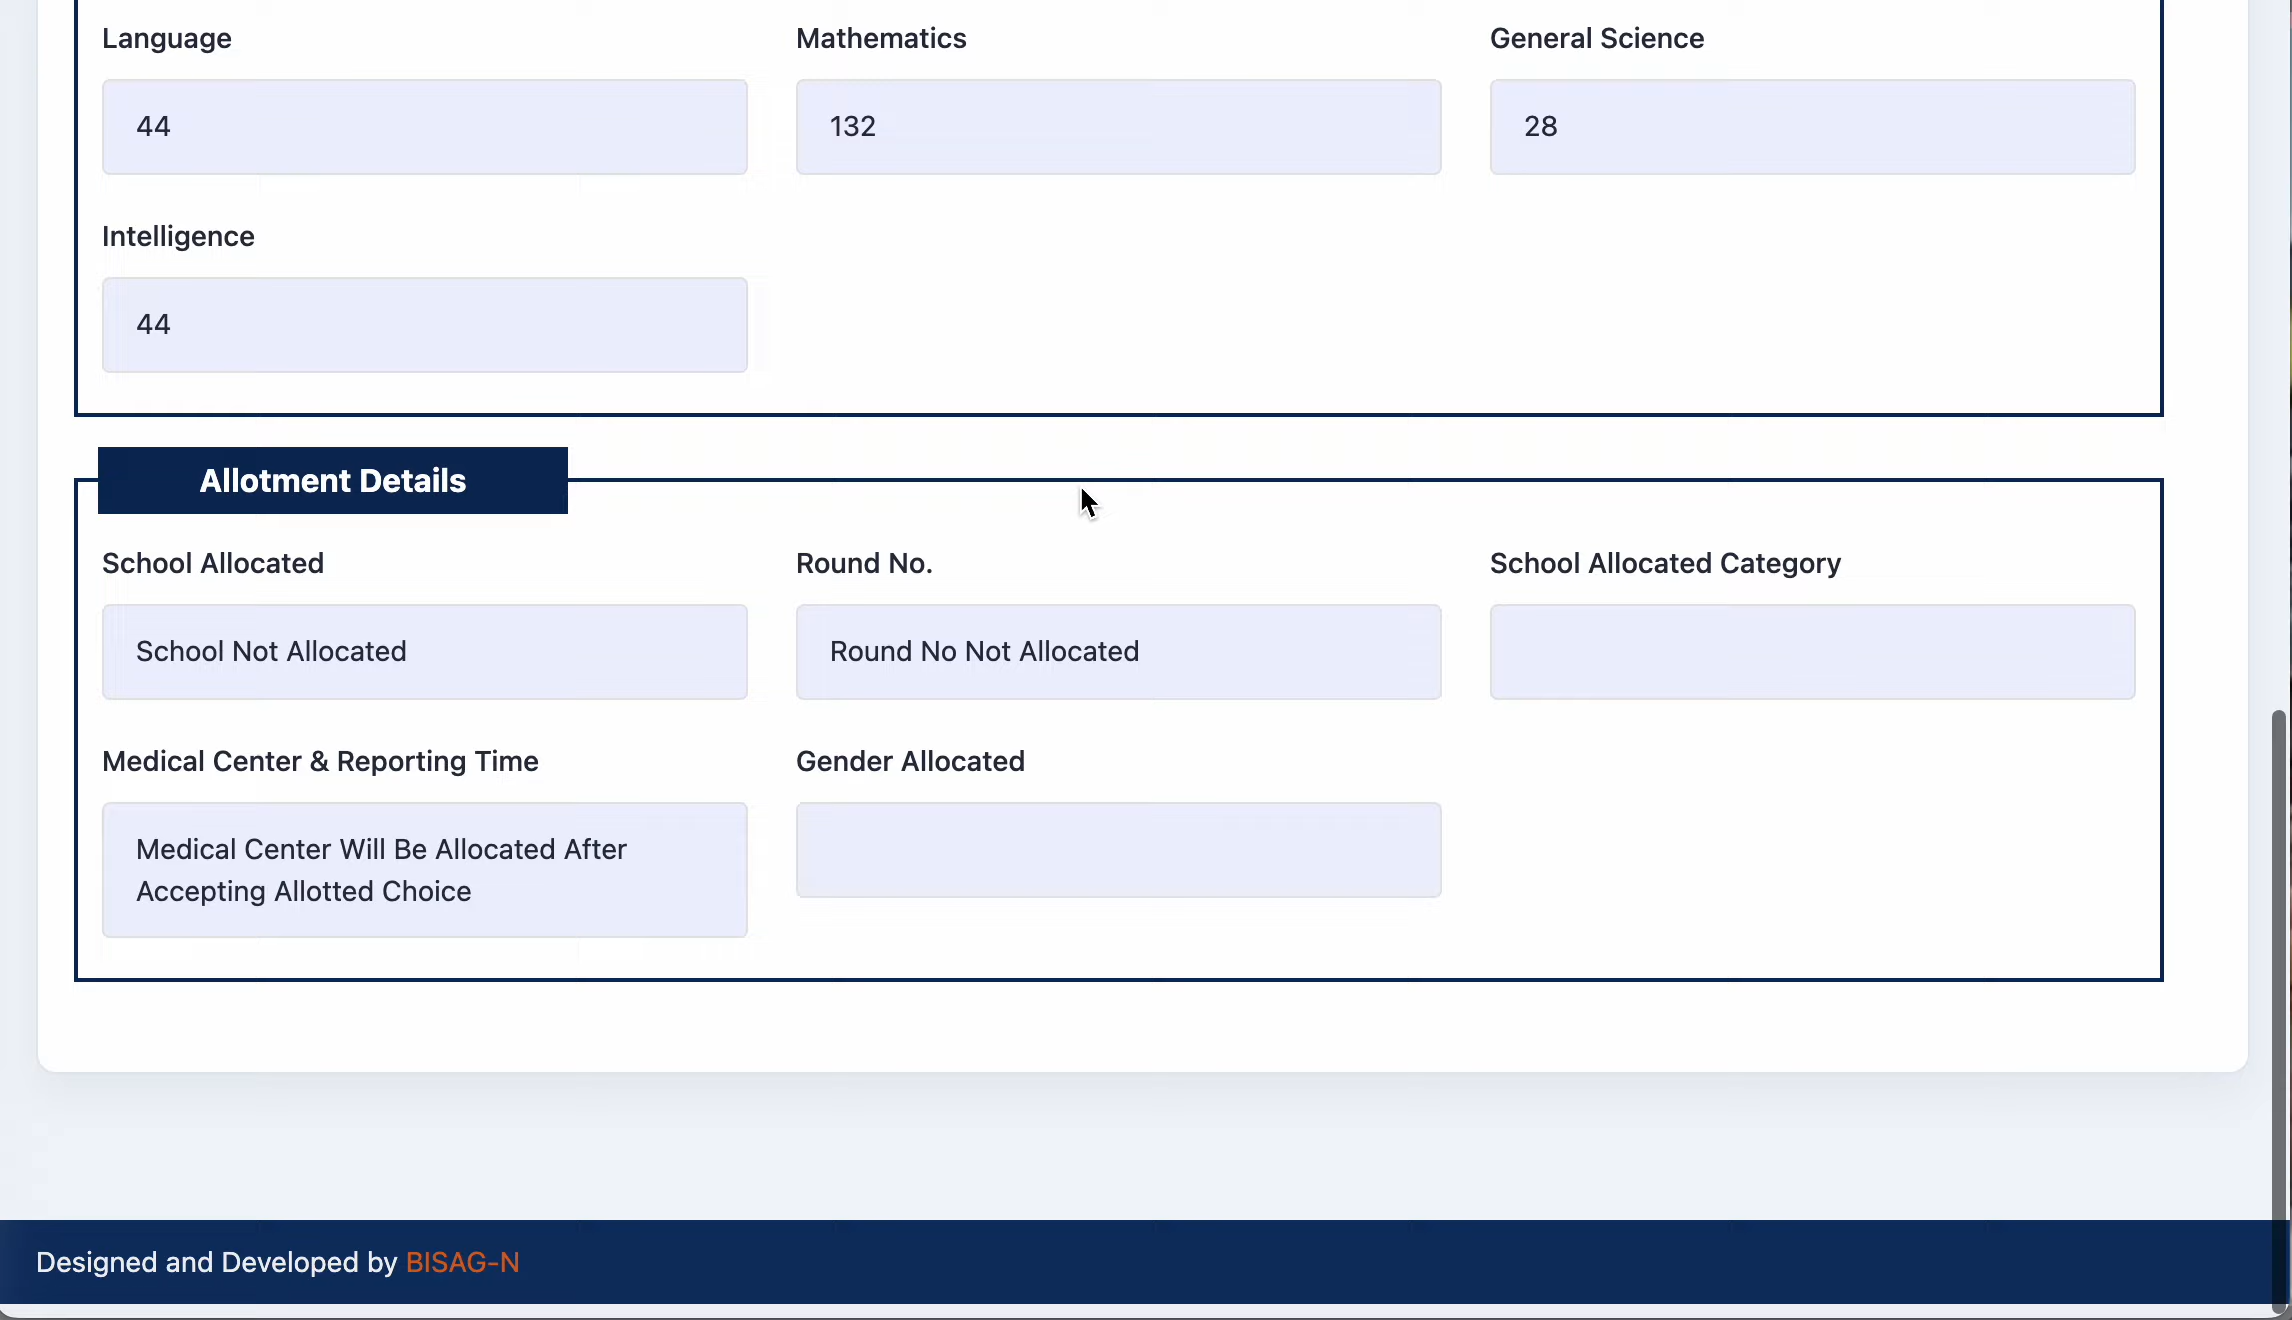 Language
Mathematics
General Science
44
132
28
Intelligence
44
Allotment Details
School Allocated
Round No.
School Allocated Category
School Not Allocated
Round No Not Allocated
Medical Center & Reporting Time
Gender Allocated
Medical Center Will Be Allocated After
Accepting Allotted Choice
Designed and Developed by BISAG-N